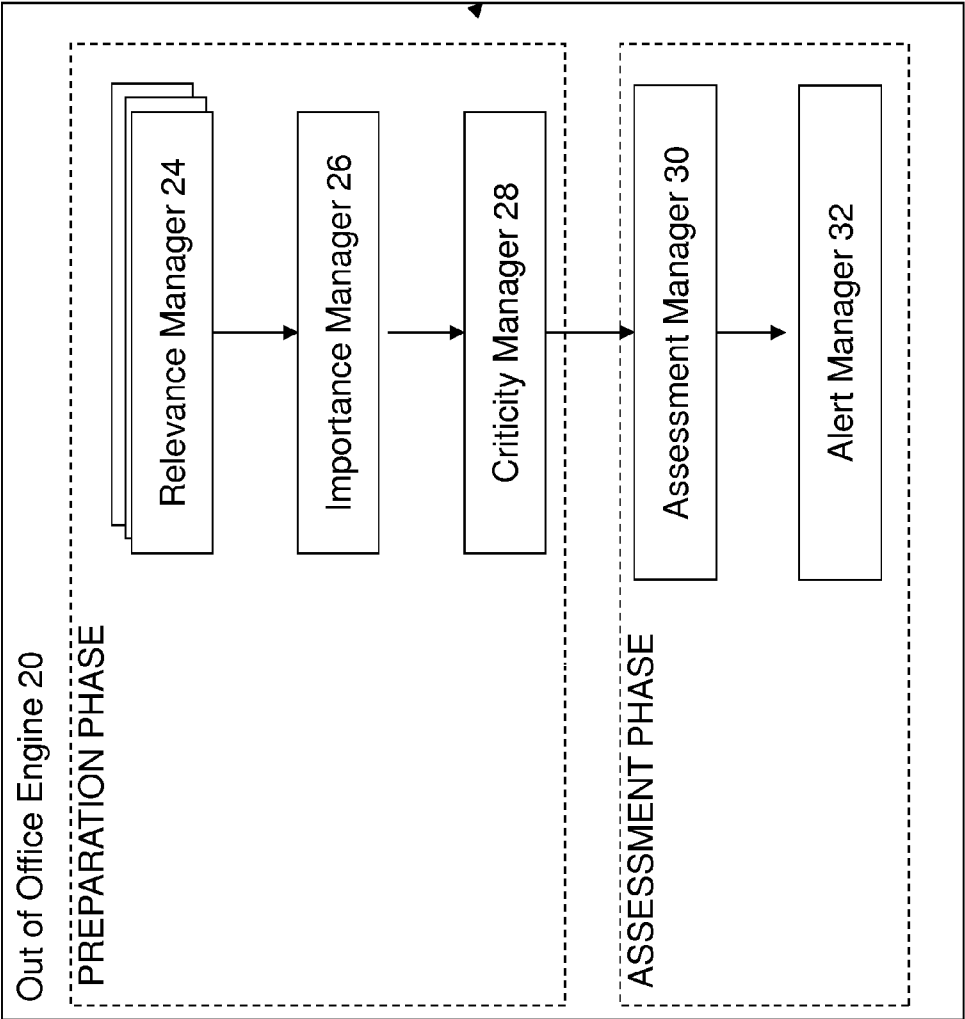 Out of Office Engine 20
PREPARATION PHASE
Relevance Manager 24
Importance Manager 26
Criticity Manager 28
ASSESSMENT PHASE
Assessment Manager 30
Alert Manager 32